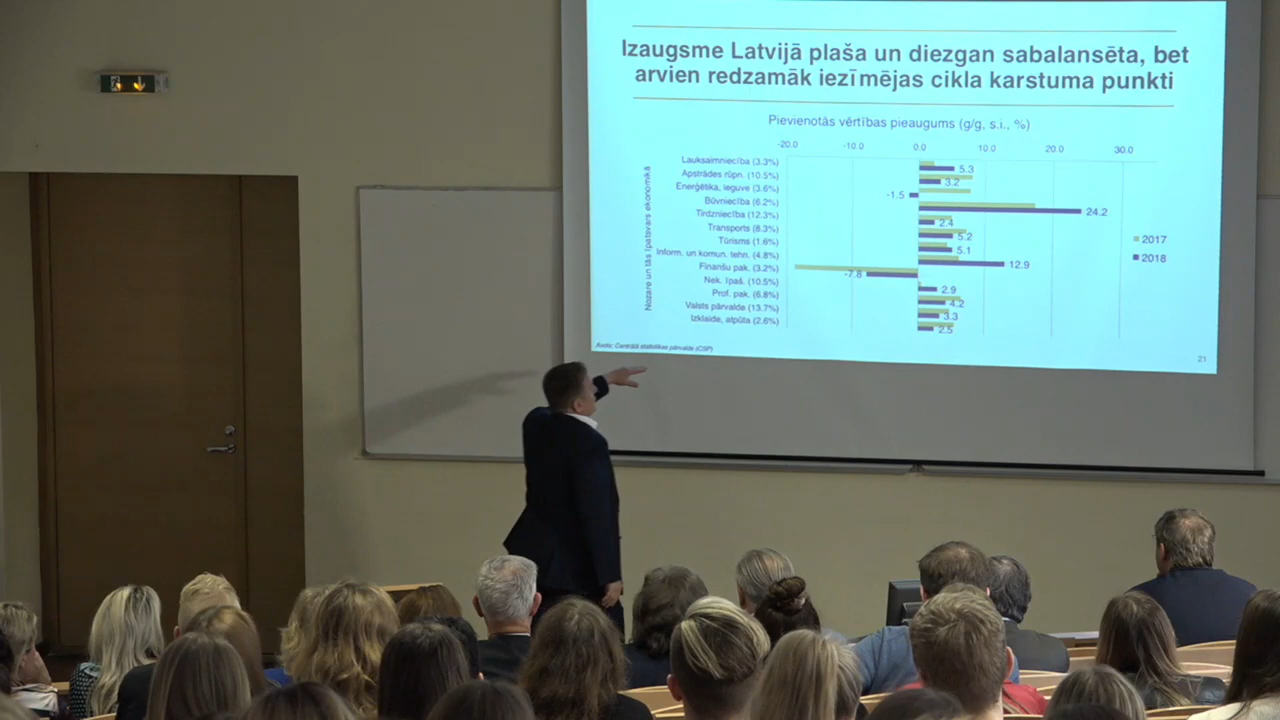 Izaugsme Latvijā plaša un diezgan sabalansēta, bet
arvien redzamāk iezīmējas cikla karstuma punkti
Pievienotās vērtības pieaugums (g/g, s.i., %)
-20.0 -10.0 0.0 10.0 20.0 30.0
Nozare un tās īpatsvars ekonomikā
Lauksaimniecība (3.3%) 5.3
Apstrādes rūpn. (10.5%) 3.2
Enerģētika, ieguve (3.6%) -1.5
Būvniecība (6.2%) 24.2
Tirdzniecība (12.3%) 2.4
Transports (8.3%) 5.2
Tūrisms (1.6%) 5.1
Inform. un komun. tehn. (4.8%) 12.9
Finanšu pak. (3.2%) -7.8
Nek. īpaš. (10.5%) 2.9
Prof. pak. (6.8%) 4.2
Valsts pārvalde (13.7%) 3.3
Izklaide, atpūta (2.6%) 2.5
2017
2018
Avots: Centrālā statistikas pārvalde (CSP)
21